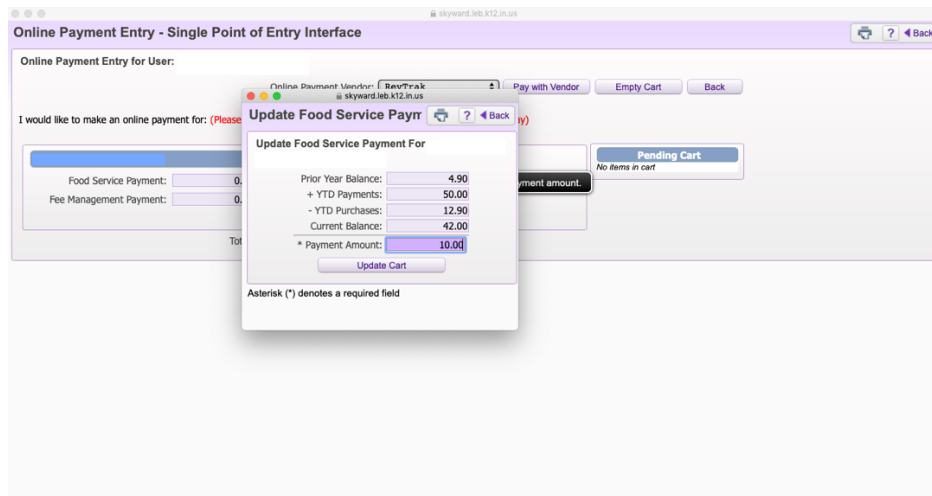 skyward.leb.k12.in.us
Online Payment Entry - Single Point of Entry Interface
? Back
Online Payment Entry for User:
Online Payment Vendor: RevTrak Pay with Vendor Empty Cart Back
I would like to make an online payment for: (Please
Food Service Payment: 0.
Fee Management Payment: 0.
Tot
skyward.leb.k12.in.us
Update Food Service Paym ? Back
Update Food Service Payment For
Prior Year Balance: 4.90
+ YTD Payments: 50.00
- YTD Purchases: 12.90
Current Balance: 42.00
* Payment Amount: 10.00
Update Cart
Asterisk (*) denotes a required field
ay)
yment amount.
Pending Cart
No items in cart